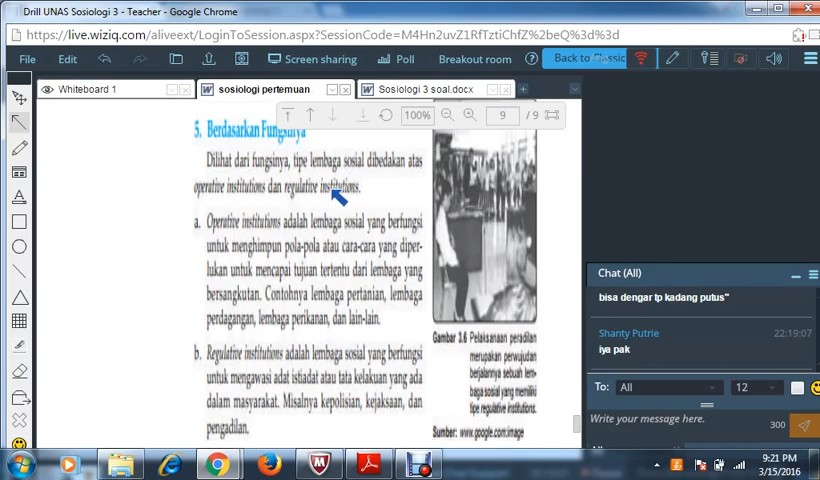 Drill UNAS Sosiologi 3 - Teacher - Google Chrome
https://live.wiziq.com/aliveext/LoginToSession.aspx?SessionCode=M4Hn2uvZ1RfTztiChfZ%2beQ%3d%3d
File Edit Screen sharing Poll Breakout room Back to Classic
Whiteboard 1 sosiologi pertemuan Sosiologi 3 soal.docx
100% 9 / 9
5. Berdasarkan Fungsinya
Dilihat dari fungsinya, tipe lembaga sosial dibedakan atas
operative institutions dan regulative institutions.
a. Operative institutions adalah lembaga sosial yang berfungsi
untuk menghimpun pola-pola atau cara-cara yang diper-
lukan untuk mencapai tujuan tertentu dari lembaga yang
bersangkutan. Contohnya lembaga pertanian, lembaga
perdagangan, lembaga perikanan, dan lain-lain.
b. Regulative institutions adalah lembaga sosial yang berfungsi
untuk mengawasi adat istiadat atau tata kelakuan yang ada
dalam masyarakat. Misalnya kepolisian, kejaksaan, dan
pengadilan.
Gambar 3.6 Pelaksanaan peradilan
merupakan perwujudan
berjalannya sebuah lem-
baga sosial yang memiliki
tipe regulative institutions.
Sumber: www.google.com:image
Chat (All)
bisa dengar tp kadang putus"
Shanty Putrie 22:19:07
iya pak
To: All 12
Write your message here. 300
9:21 PM
3/15/2016